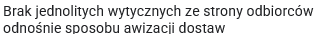 Brak jednolitych wytycznych ze strony odbiorców
odnośnie sposobu awizacji dostaw